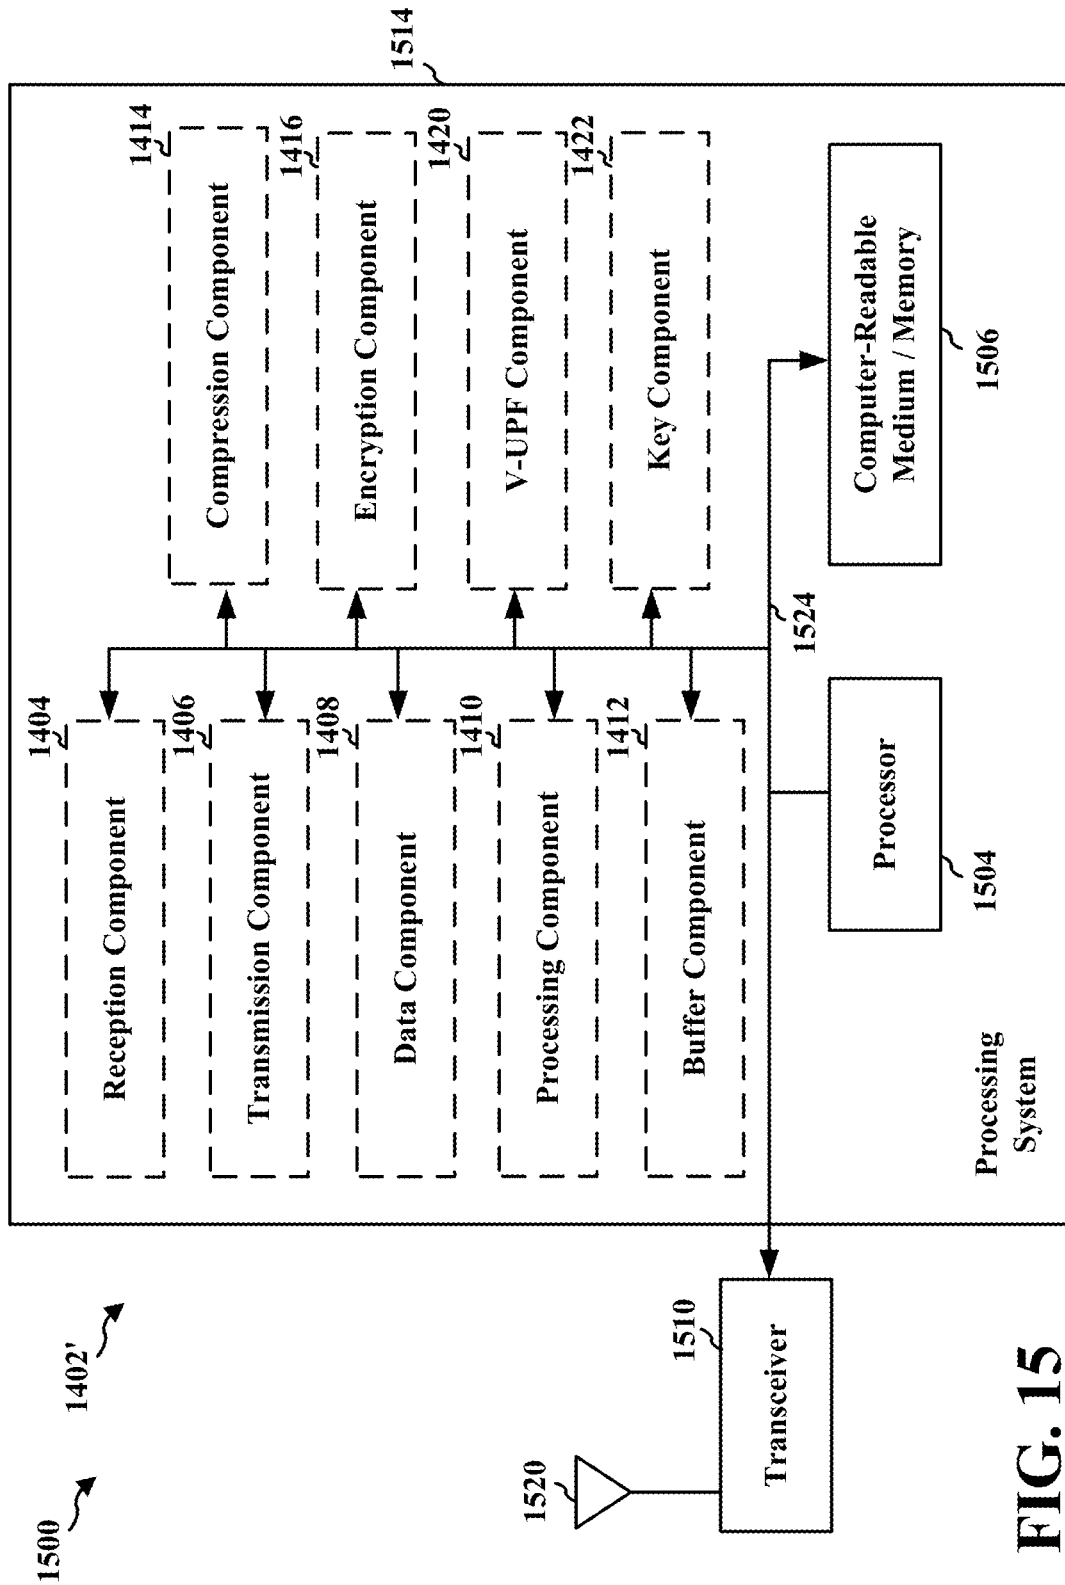 1500
1402'
1514
1404
Reception Component
1406
Transmission Component
1408
Data Component
1410
Processing Component
1412
Buffer Component
1414
Compression Component
1416
Encryption Component
1420
V-UPF Component
1422
Key Component
1524
1520
1510
Transceiver
Processing
System
Processor
1504
Computer-Readable
Medium / Memory
1506
FIG. 15